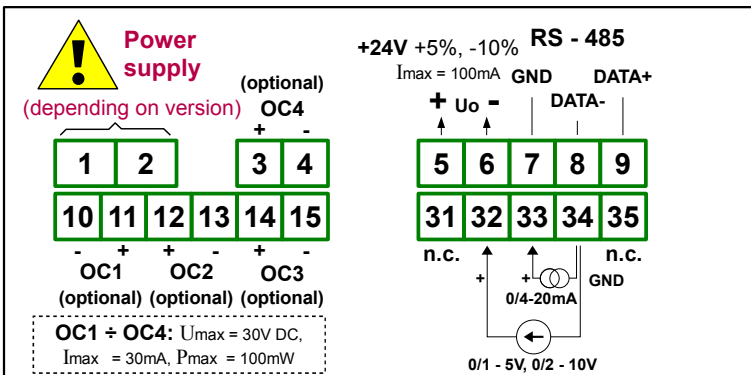 Power
supply
(depending on version)
(optional)
OC4
+ -
1 2 3 4
10 11 12 13 14 15
- + + - + -
OC1 OC2 OC3
(optional) (optional) (optional)
OC1 ÷ OC4: Umax = 30V DC,
Imax = 30mA, Pmax = 100mW
+24V +5%, -10% RS - 485
Imax = 100mA GND DATA+
+ Uo - DATA-
5 6 7 8 9
31 32 33 34 35
n.c. n.c.
+ + GND
0/4-20mA
0/1 - 5V, 0/2 - 10V